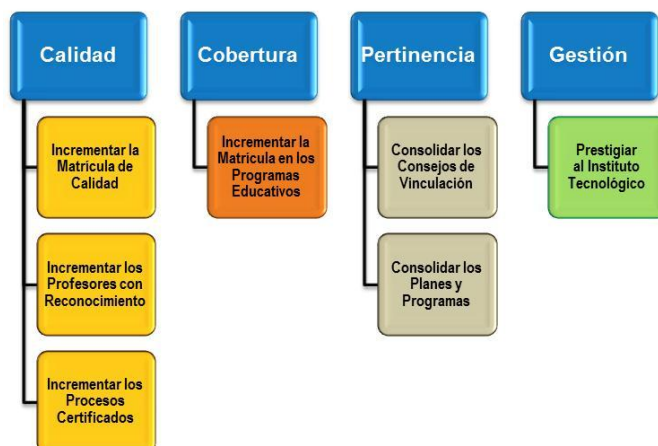 Calidad
Incrementar la
Matrícula de
Calidad
Incrementar los
Profesores con
Reconocimiento
Incrementar los
Procesos
Certificados
Cobertura
Incrementar la
Matrícula en los
Programas
Educativos
Pertinencia
Consolidar los
Consejos de
Vinculación
Consolidar los
Planes y
Programas
Gestión
Prestigiar
al Instituto
Tecnológico